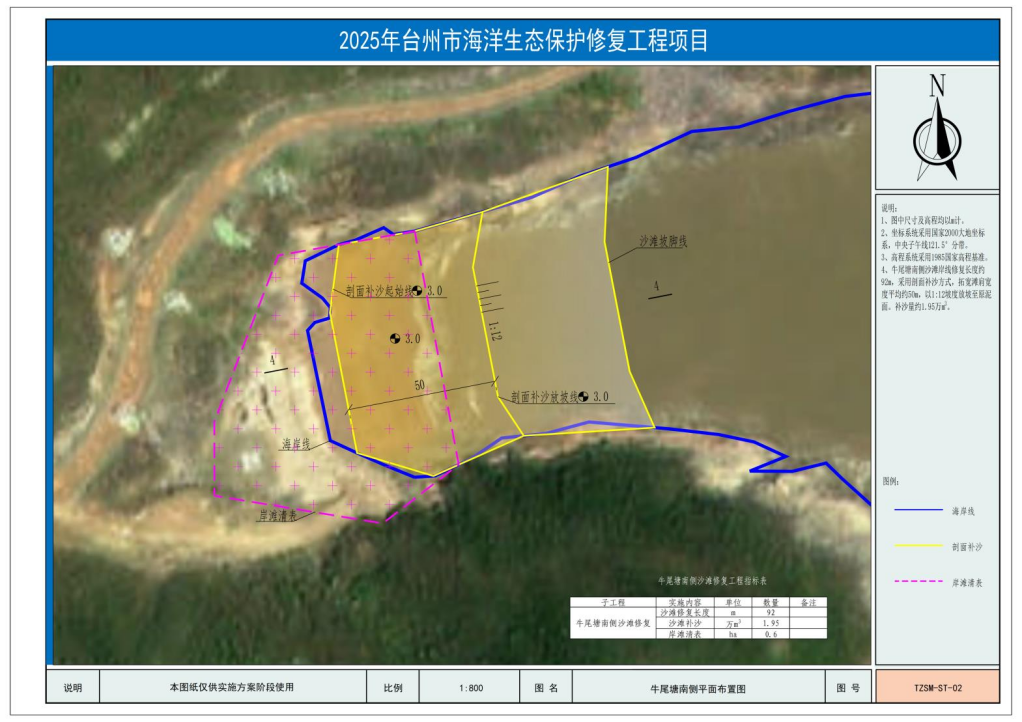 2025年台州市海洋生态保护修复工程项目
N
说明:
1、图中尺寸及高程均以m计。
2、坐标系统采用国家2000大地坐标
系，中央子午线121.5°分带。
3、高程系统采用1985国家高程基准。
4、牛尾塘南侧沙滩岸线修复长度约
92m，采用剖面补沙方式，拓宽滩肩宽
度平均约50m，以1:12坡度放坡至原泥
面。补沙量约1.95万m³。
沙滩坡脚线
4
剖面补沙起始线 3.0
1:12
3.0
4
50
剖面补沙放坡线 3.0
海岸线
岸滩清表
图例:
海岸线
剖面补沙
岸滩清表
牛尾塘南侧沙滩修复工程指标表
子工程 实施内容 单位 数量 备注
牛尾塘南侧沙滩修复 沙滩修复长度 m 92
沙滩补沙 万m³ 1.95
岸滩清表 ha 0.6
说明 本图纸仅供实施方案阶段使用 比例 1:800 图 名 牛尾塘南侧平面布置图 图 号 TZSM-ST-02